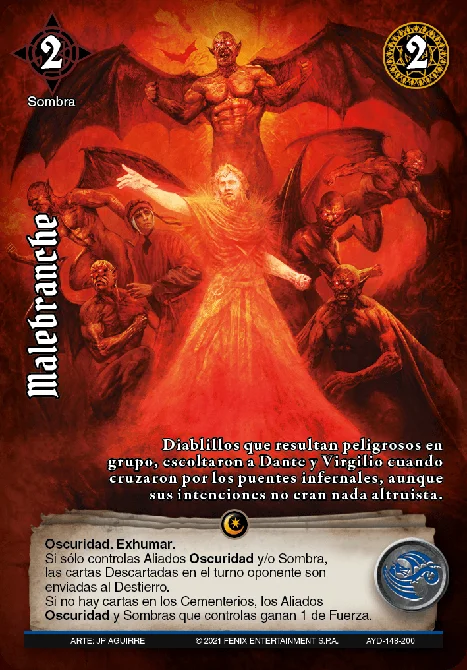 2
2
Sombra
Malebranche
Diablillos que resultan peligrosos en
grupo, escoltaron a Dante y Virgilio cuando
cruzaron por los puentes infernales, aunque
sus intenciones no eran nada altruista.
Oscuridad. Exhumar.
Si sólo controlas Aliados Oscuridad y/o Sombra,
las cartas Descartadas en el turno oponente son
enviadas al Destierro.
Si no hay cartas en los Cementerios, los Aliados
Oscuridad y Sombras que controlas ganan 1 de Fuerza.
ARTE: JP AGUIRRE © 2021 FENIX ENTERTAINMENT S.P.A. AYD-149-200